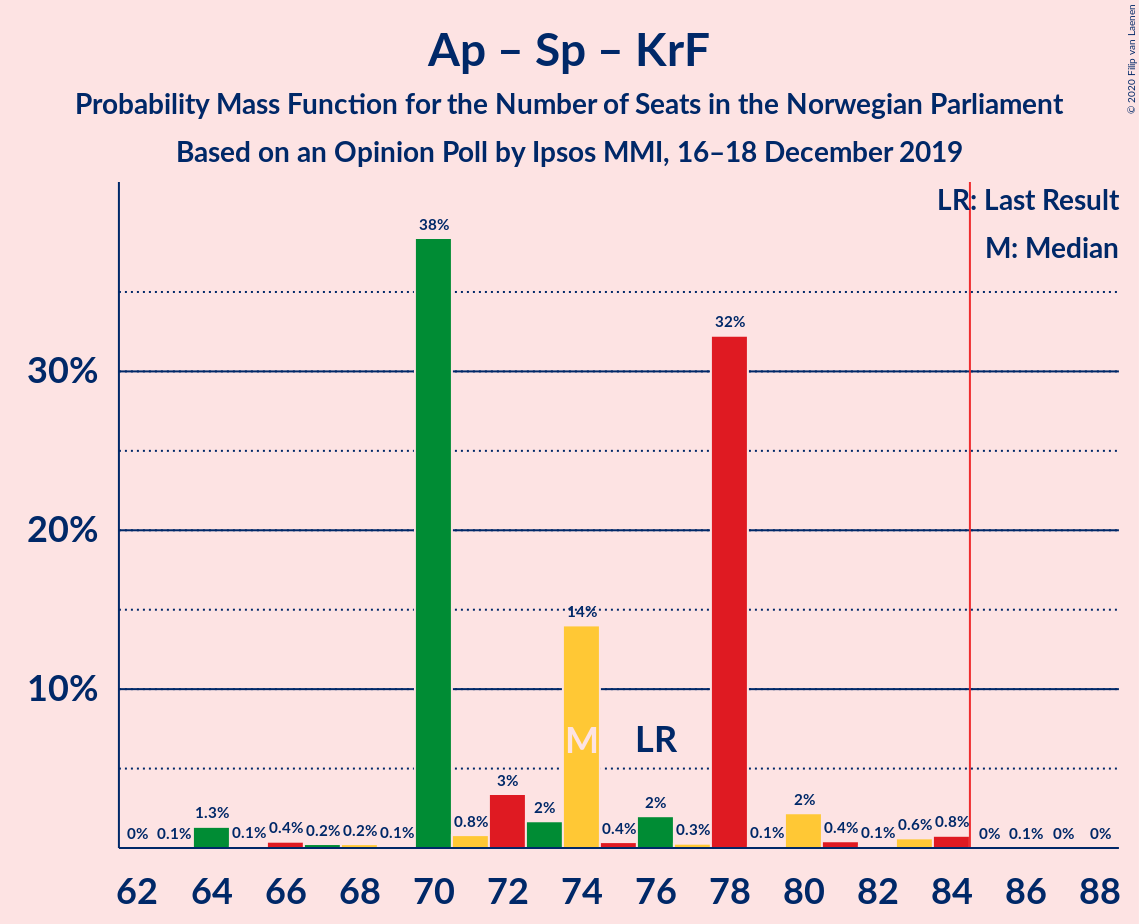 Ap – Sp – KrF
Probability Mass Function for the Number of Seats in the Norwegian Parliament
Based on an Opinion Poll by Ipsos MMI, 16–18 December 2019
© 2020 Filip van Laenen
LR: Last Result
M: Median
30%
20%
10%
0% 0.1% 1.3% 0.1% 0.4% 0.2% 0.2% 0.1% 38% 0.8% 3% 2% 14% 0.4% 2% 0.3% 32% 0.1% 2% 0.4% 0.1% 0.6% 0.8% 0% 0.1% 0% 0%
M LR
62 64 66 68 70 72 74 76 78 80 82 84 86 88